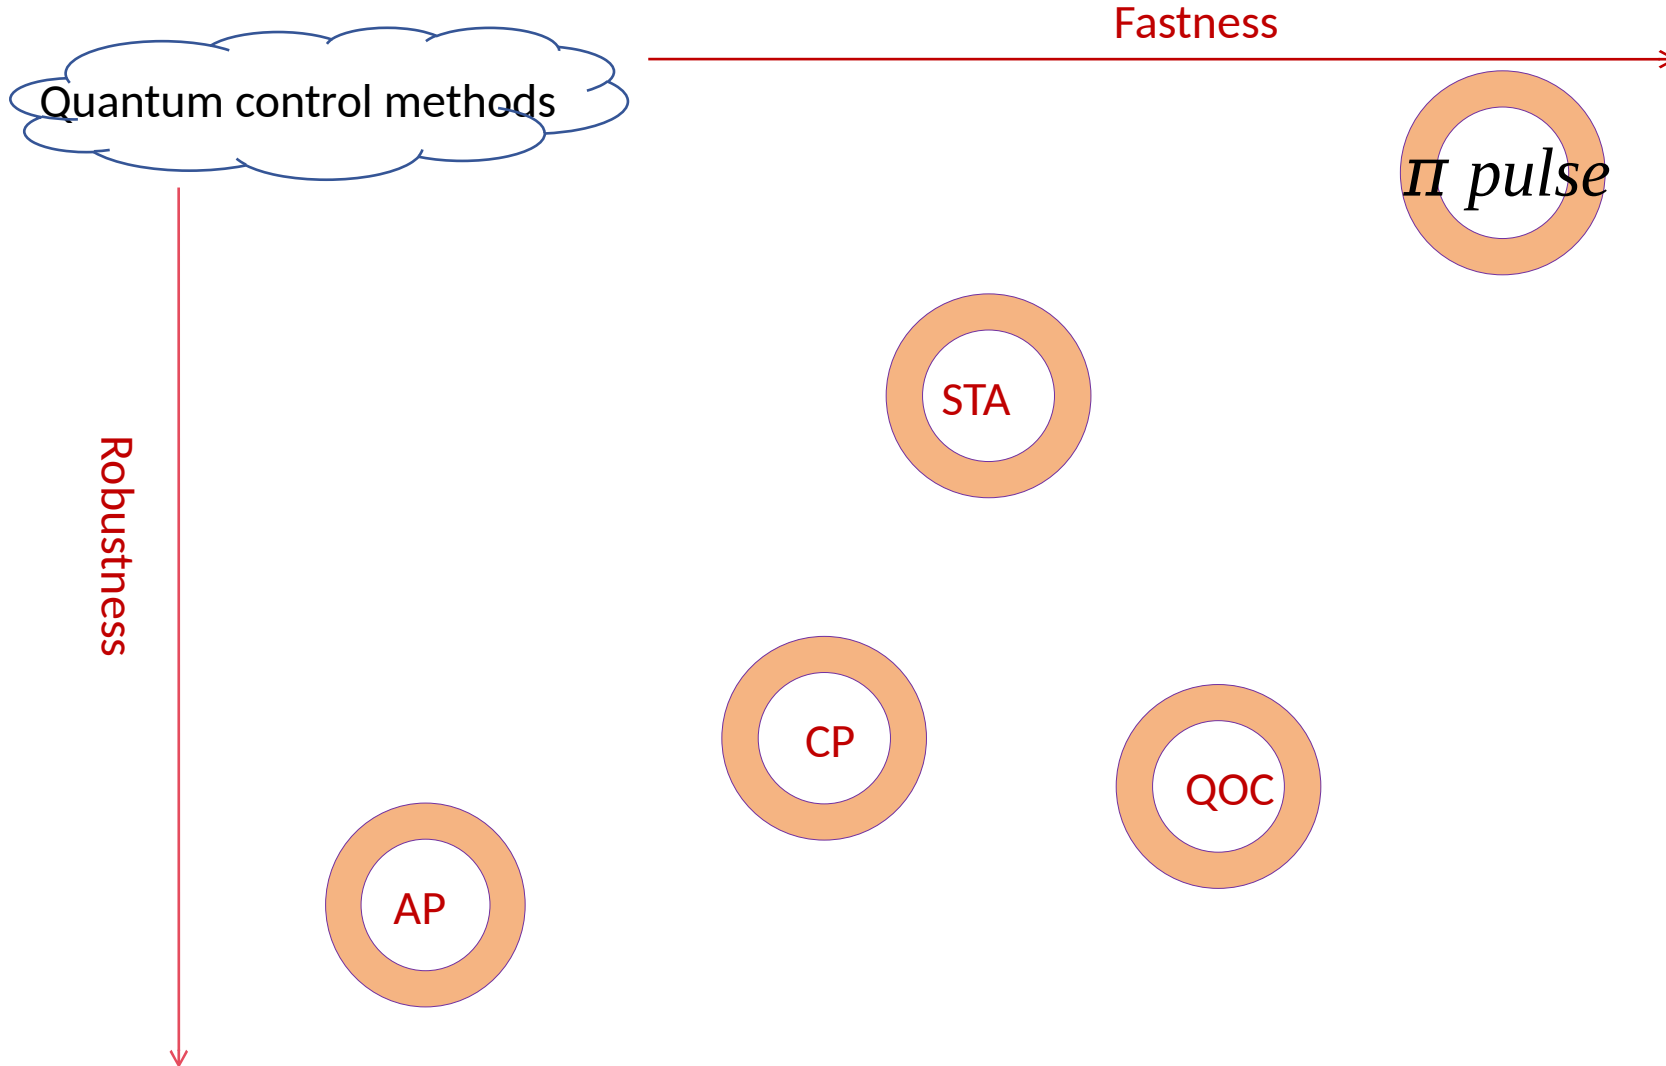 Fastness
Quantum control methods
π pulse
STA
Robustness
CP
QOC
AP